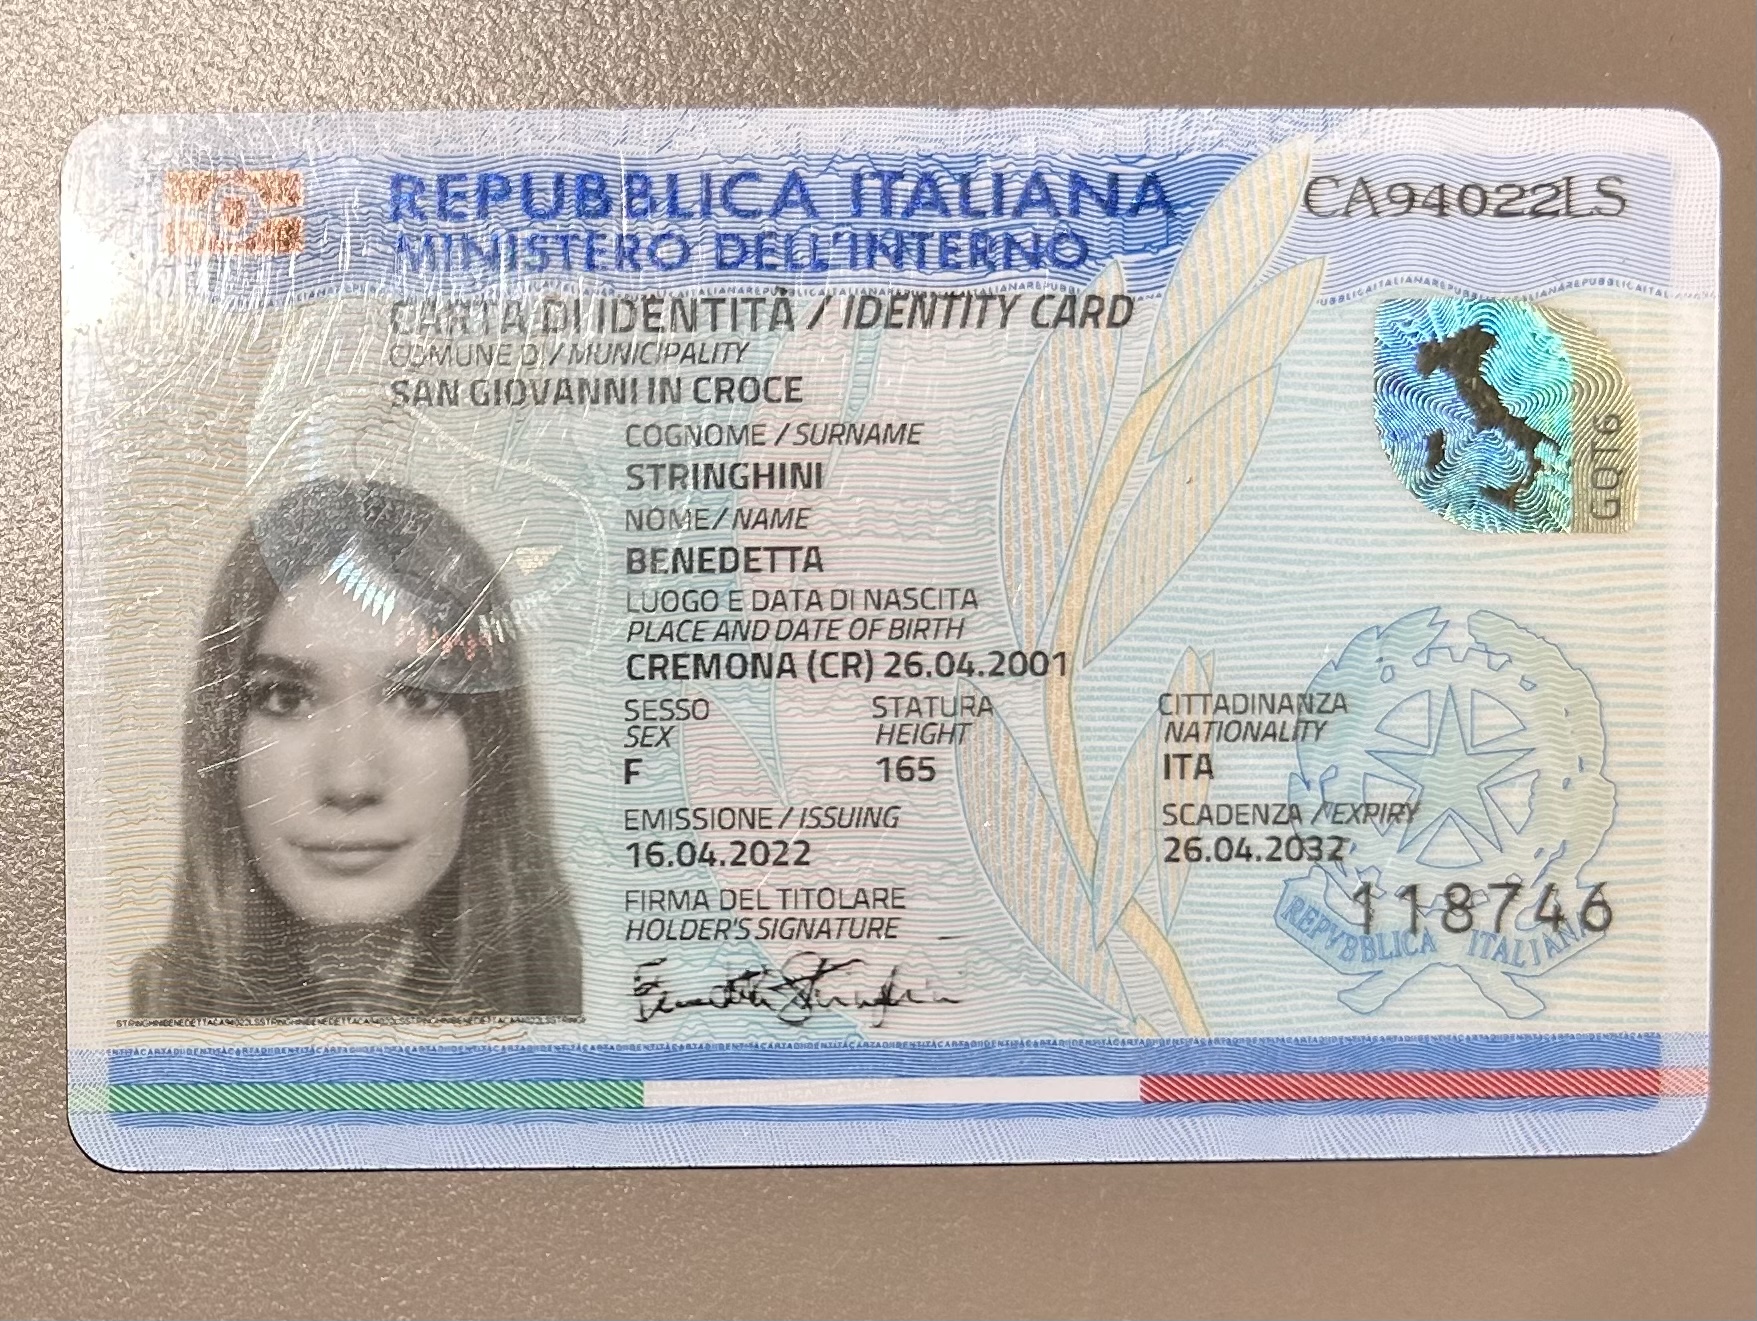 REPUBBLICA ITALIANA
CA94022LS
MINISTERO DELL'INTERNO
CARTA DI IDENTITÀ / IDENTITY CARD
COMUNE DI / MUNICIPALITY
SAN GIOVANNI IN CROCE
COGNOME / SURNAME
STRINGHINI
NOME / NAME
BENEDETTA
LUOGO E DATA DI NASCITA
PLACE AND DATE OF BIRTH
CREMONA (CR) 26.04.2001
SESSO STATURA CITTADINANZA
SEX HEIGHT NATIONALITY
F 165 ITA
EMISSIONE / ISSUING SCADENZA / EXPIRY
16.04.2022 26.04.2032
118746
FIRMA DEL TITOLARE
HOLDER'S SIGNATURE
REPVBBLICA ITALIANA